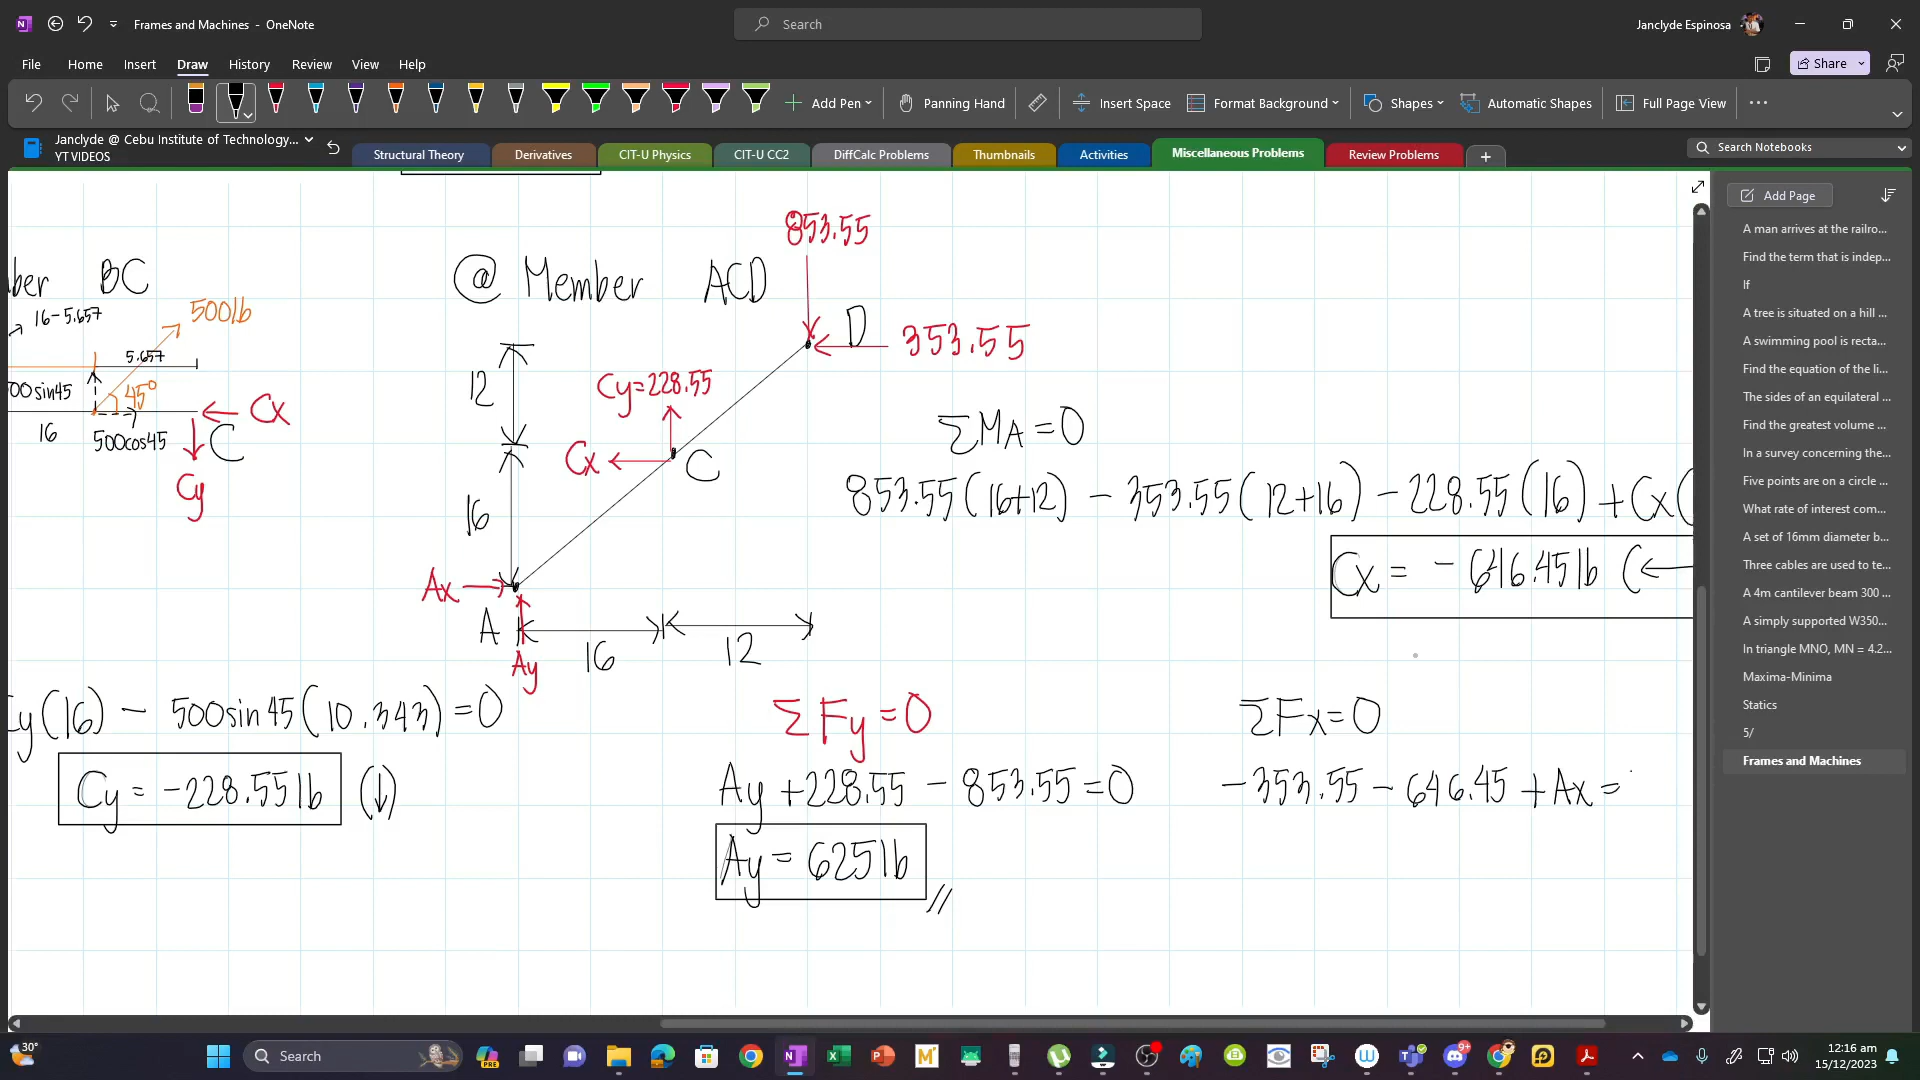 Frames and Machines - OneNote
Search
Janclyde Espinosa
File Home Insert Draw History Review View Help
Share
Add Pen
Panning Hand
Insert Space
Format Background
Shapes
Automatic Shapes
Full Page View
Janclyde @ Cebu Institute of Technology...
YT VIDEOS
Structural Theory
Derivatives
CIT-U Physics
CIT-U CC2
DiffCalc Problems
Thumbnails
Activities
Miscellaneous Problems
Review Problems
Search Notebooks
Add Page
A man arrives at the railro...
Find the term that is indep...
If
A tree is situated on a hill ...
A swimming pool is recta...
Find the equation of the li...
The sides of an equilateral ...
Find the greatest volume ...
In a survey concerning the...
Five points are on a circle ...
What rate of interest com...
A set of 16mm diameter b...
Three cables are used to te...
A 4m cantilever beam 300 ...
A simply supported W350...
In triangle MNO, MN = 4.2...
Maxima-Minima
Statics
5/
Frames and Machines
ber BC
16-5.657
500lb
5.657
00sin45
45°
16
500cos45
Cx
C
Cy
@ Member ACD
853.55
D
353.55
12
Cy=228.55
Cx
C
16
Ax
A
Ay
16
12
ΣMA=0
853.55(16+12) - 353.55(12+16) - 228.55(16) + Cx(
Cx = - 646.45lb (←
y(16) - 500sin45(10.343)=0
Cy = -228.55lb (↓)
ΣFy=0
Ay +228.55 - 853.55=0
Ay = 625lb //
ΣFx=0
-353.55 - 646.45 + Ax =
30°
Search
PRE
9+
12:16 am
15/12/2023